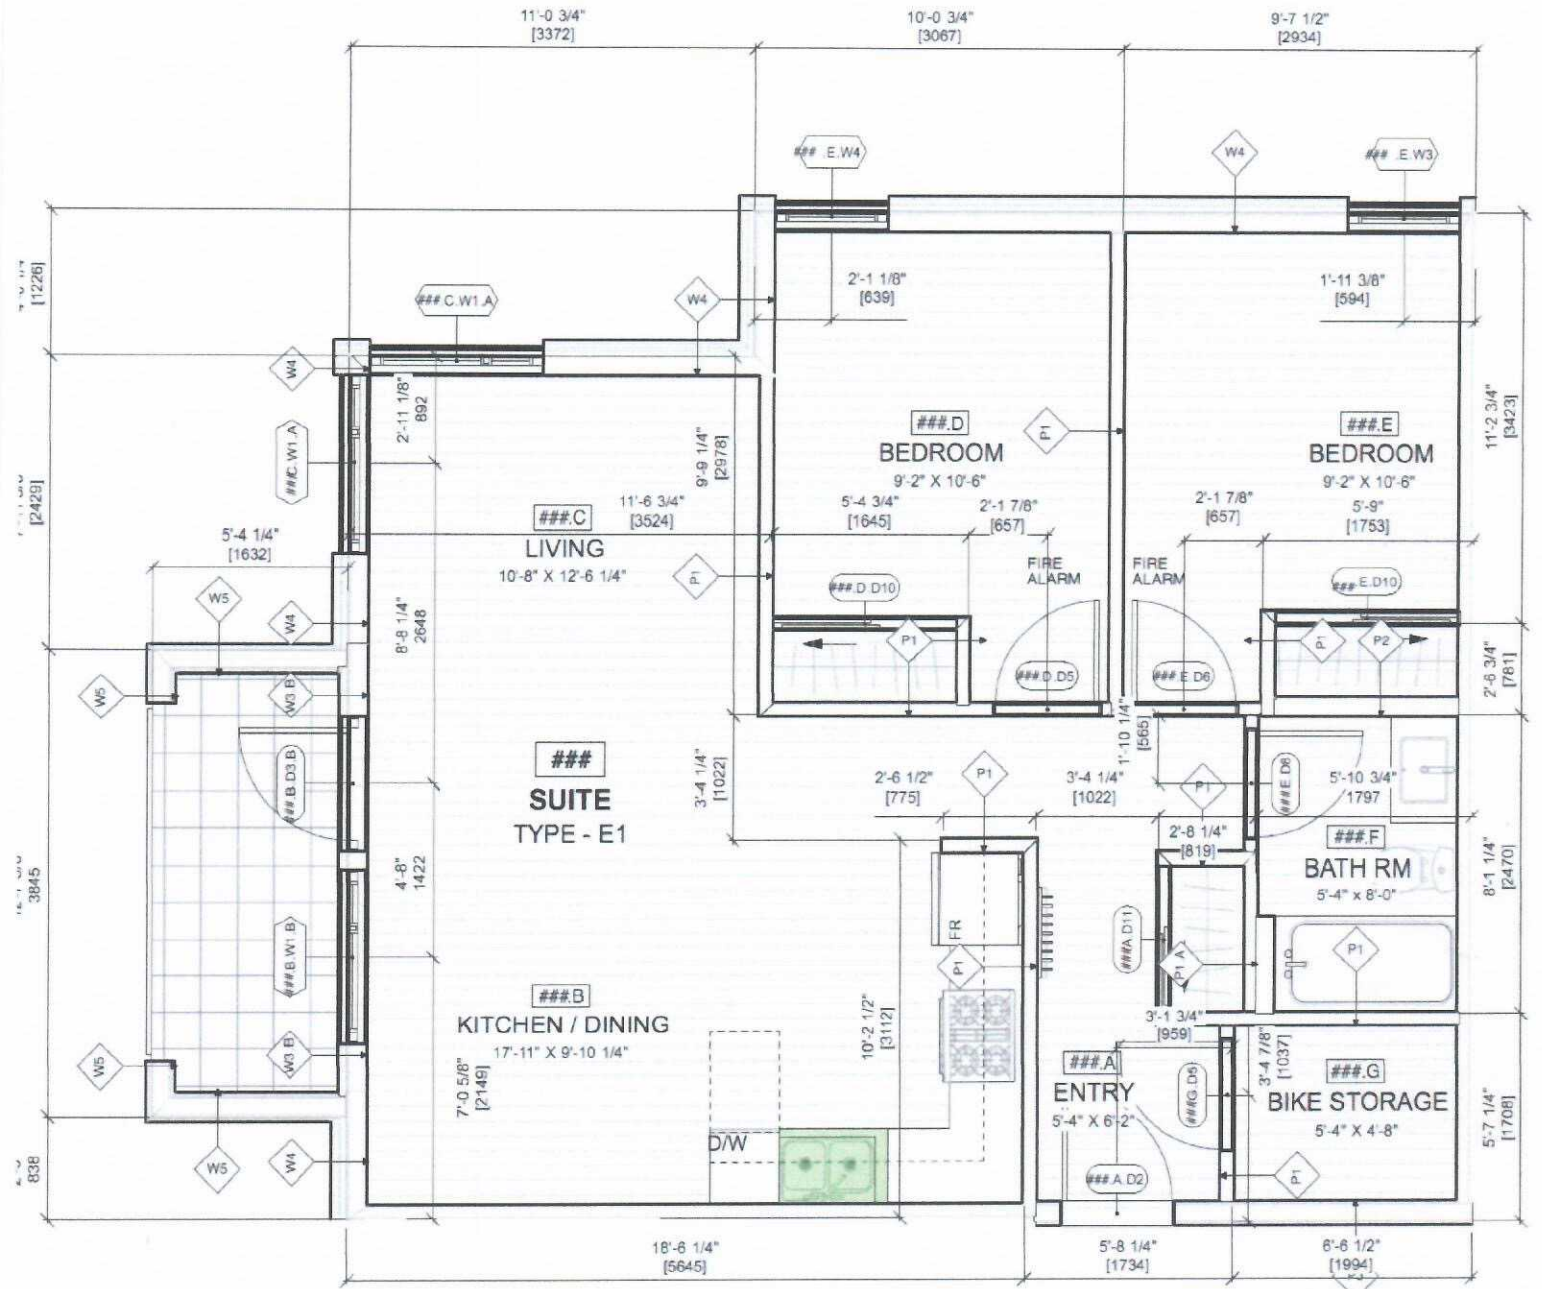 11'-0 3/4"
[3372]
10'-0 3/4"
[3067]
9'-7 1/2"
[2934]
### .E.W4
W4
### .E.W3
[1226]
###.C.W1.A
W4
2'-1 1/8"
[639]
1'-11 3/8"
[594]
W4
2'-11 1/8"
892
###.C.W1.A
9'-9 1/4"
[2978]
###.D
BEDROOM
9'-2" X 10'-6"
P1
###.E
BEDROOM
9'-2" X 10'-6"
11'-2 3/4"
[3423]
[2429]
5'-4 1/4"
[1632]
###.C
LIVING
10'-8" X 12'-6 1/4"
11'-6 3/4"
[3524]
5'-4 3/4"
[1645]
2'-1 7/8"
[657]
2'-1 7/8"
[657]
5'-9"
[1753]
FIRE
ALARM
FIRE
ALARM
P1
###.D.D10
### E.D10
W5
W4
8'-8 1/4"
2648
P1
P1
P2
W5
W3.B
###.D.D5
###.E.D6
2'-6 3/4"
[781]
###
SUITE
TYPE - E1
###.B.D3.B
3'-4 1/4"
[1022]
2'-6 1/2"
[775]
P1
3'-4 1/4"
[1022]
1'-10 1/4"
[565]
P1
###.E.D8
5'-10 3/4"
1797
2'-8 1/4"
[819]
###.F
BATH RM
5'-4" x 8'-0"
8'-1 1/4"
[2470]
3845
4'-8"
1422
###.B.W1.B
FR
P1
###A.D11
P1.A
P1
###.B
KITCHEN / DINING
17'-11" X 9'-10 1/4"
10'-2 1/2"
[3112]
3'-1 3/4"
[959]
3'-4 7/8"
[1037]
W5
W3.B
7'-0 5/8"
[2149]
###.A
ENTRY
5'-4" X 6'-2"
###G.D5
###.G
BIKE STORAGE
5'-4" X 4'-8"
5'-7 1/4"
[1708]
D/W
W5
W4
###.A.D2
P1
838
18'-6 1/4"
[5645]
5'-8 1/4"
[1734]
6'-6 1/2"
[1994]